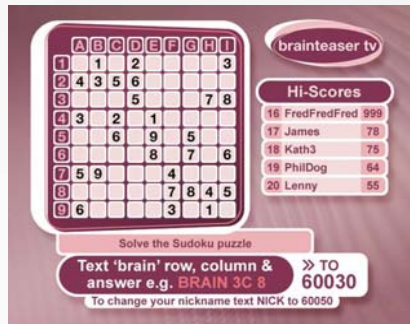 brainteaser tv
A B C D E F G H I
1 1 2 3
2 4 3 5 6
3 5 7 8
4 3 2 1
5 6 9 5
6 8 7 6
7 5 9 4
8 7 8 4 5
9 6 3 1
Hi-Scores
16 FredFredFred 999
17 James 78
18 Kath3 75
19 PhilDog 64
20 Lenny 55
Solve the Sudoku puzzle
Text 'brain' row, column &
answer e.g. BRAIN 3C 8
» TO
60030
To change your nickname text NICK to 60050